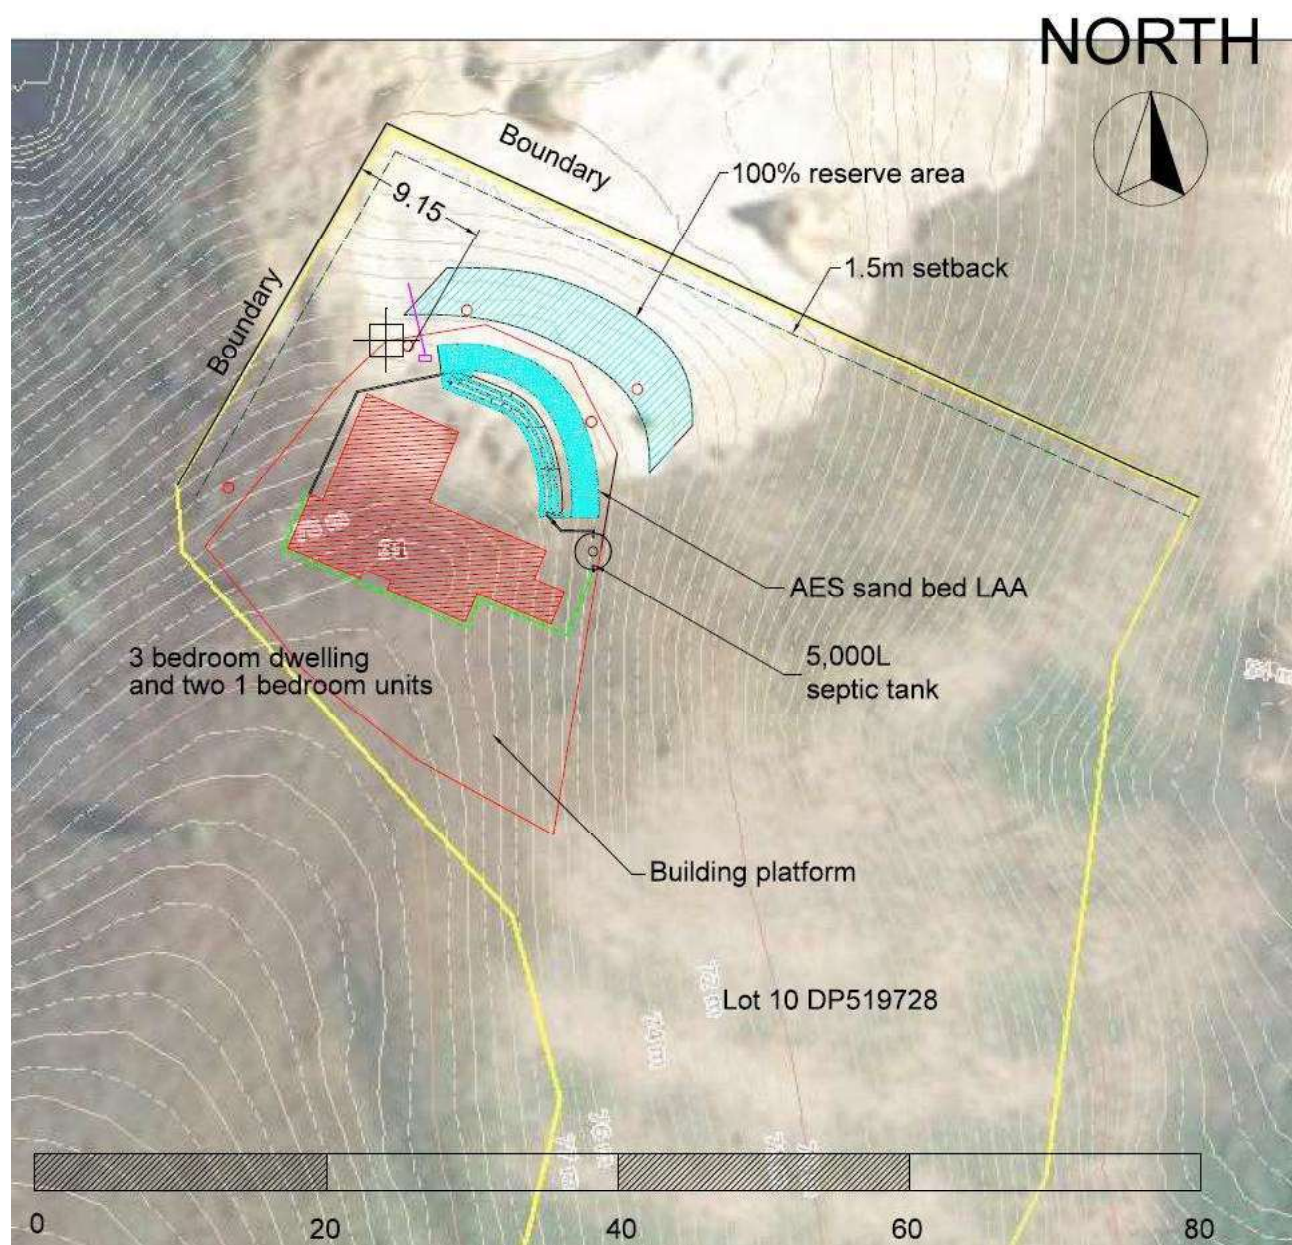 NORTH
Boundary
100% reserve area
9.15
1.5m setback
Boundary
AES sand bed LAA
5,000L
septic tank
3 bedroom dwelling
and two 1 bedroom units
Building platform
Lot 10 DP519728
0
20
40
60
80